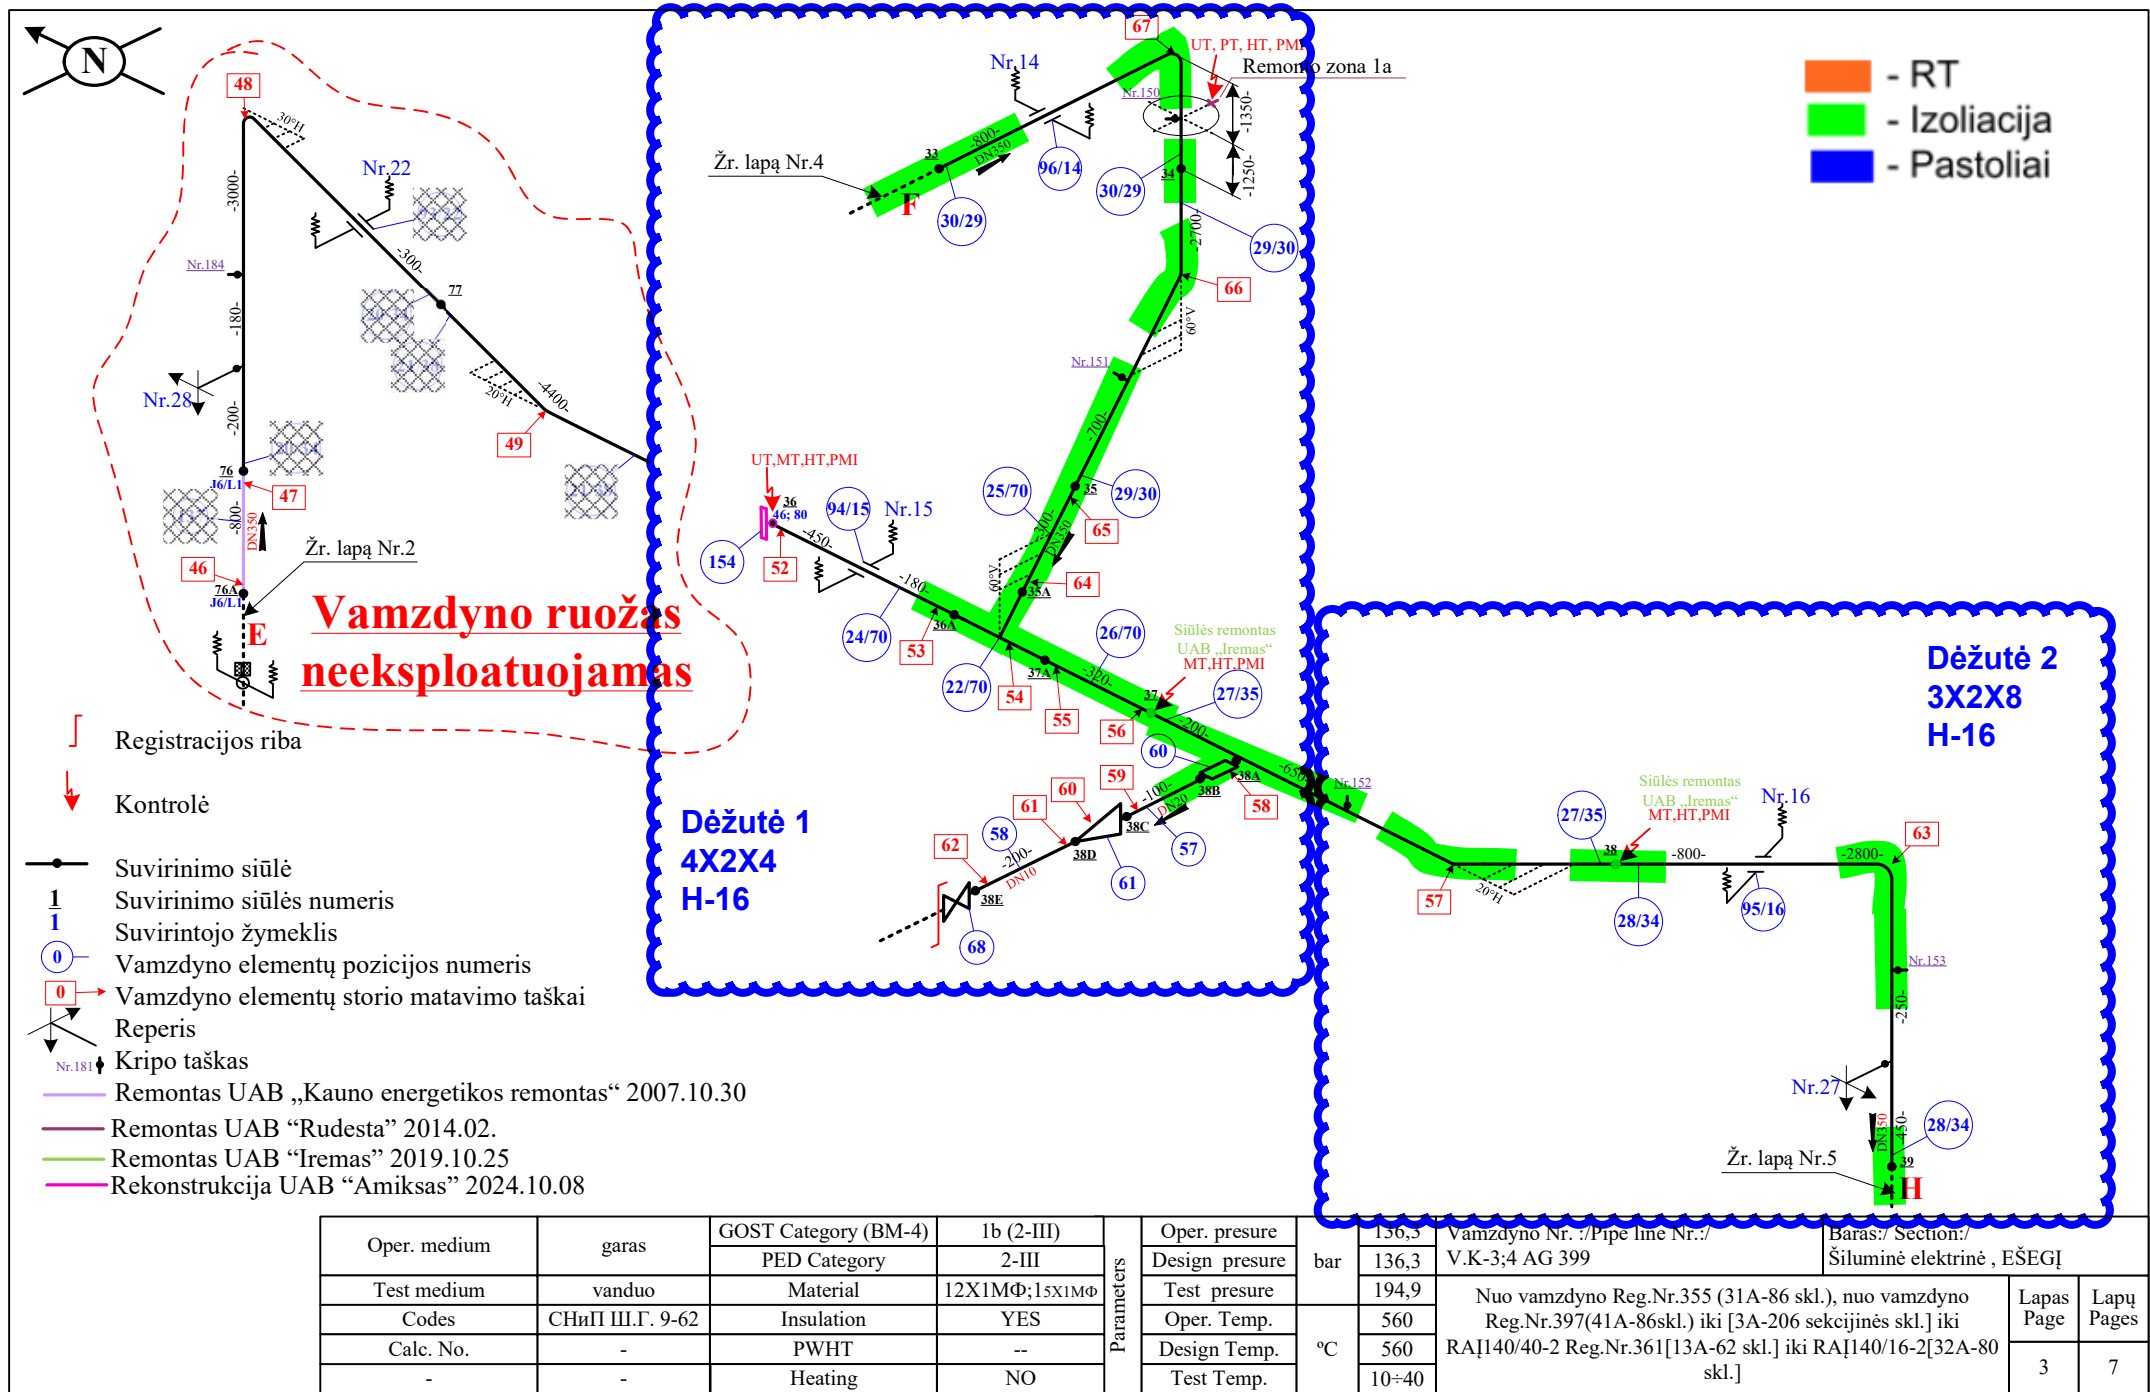 N
48
30°H
Nr.22
-3000-
Nr.184
-300-
77
-180-
Nr.28
20°H
-4400-
49
-200-
76
J6/L1
47
-800-
DN350
46
76A
J6/L1
Žr. lapą Nr.2
E
Vamzdyno ruožas
neeksploatuojamas
67
UT, PT, HT, PMI
Remonto zona 1a
Nr.14
Nr.150
-1350-
-800-
DN350
33
Žr. lapą Nr.4
F
96/14
30/29
34
-1250-
30/29
29/30
-2700-
66
60°V
Nr.151
-700-
UT,MT,HT,PMI
36
46; 80
94/15
Nr.15
25/70
35
29/30
-300-
65
DN350
-450-
154
52
-180-
60°V
64
35A
24/70
53
36A
26/70
Siūlės remontas
UAB „Iremas“
MT,HT,PMI
22/70
54
37A
-320-
37
27/35
55
56
-200-
60
38A
-650-
Nr.152
59
-100-
38B
58
60
DN20
61
38C
57
58
38D
62
-200-
61
DN10
38E
68
Dėžutė 1
4X2X4
H-16
- RT
- Izoliacija
- Pastoliai
Dėžutė 2
3X2X8
H-16
Siūlės remontas
UAB „Iremas“
MT,HT,PMI
Nr.16
27/35
38
-800-
-2800-
63
57
20°H
28/34
95/16
Nr.153
-250-
Nr.27
DN350
-450-
28/34
Žr. lapą Nr.5
39
H
Registracijos riba
Kontrolė
Suvirinimo siūlė
1 Suvirinimo siūlės numeris
1 Suvirintojo žymeklis
0 Vamzdyno elementų pozicijos numeris
0 Vamzdyno elementų storio matavimo taškai
Reperis
Nr.181 Kripo taškas
Remontas UAB „Kauno energetikos remontas“ 2007.10.30
Remontas UAB “Rudesta” 2014.02.
Remontas UAB “Iremas” 2019.10.25
Rekonstrukcija UAB “Amiksas” 2024.10.08
Oper. medium garas GOST Category (BM-4) 1b (2-III) Parameters Oper. presure bar 136,3
PED Category 2-III Design presure 136,3
Test medium vanduo Material 12Х1МФ;15Х1МФ Test presure 194,9
Codes СНиП Ш.Г. 9-62 Insulation YES Oper. Temp. ºC 560
Calc. No. - PWHT -- Design Temp. 560
- - Heating NO Test Temp. 10÷40
Vamzdyno Nr. :/Pipe line Nr.:/
V.K-3;4 AG 399
Baras:/ Section:/
Šiluminė elektrinė , EŠEGĮ
Nuo vamzdyno Reg.Nr.355 (31A-86 skl.), nuo vamzdyno
Reg.Nr.397(41A-86skl.) iki [3A-206 sekcijinės skl.] iki
RAĮ140/40-2 Reg.Nr.361[13A-62 skl.] iki RAĮ140/16-2[32A-80
skl.]
Lapas
Page
3
Lapų
Pages
7